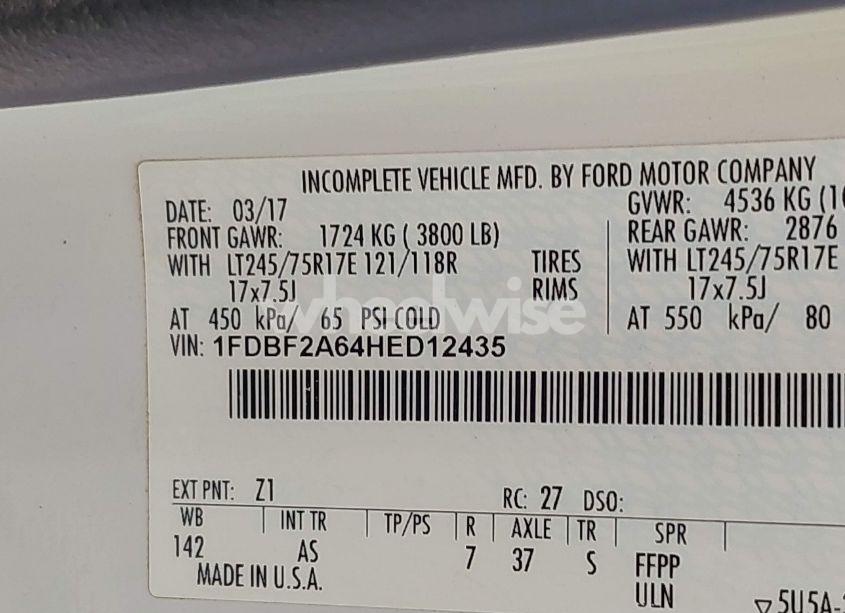 INCOMPLETE VEHICLE MFD. BY FORD MOTOR COMPANY
DATE: 03/17 GVWR: 4536 KG (10
FRONT GAWR: 1724 KG ( 3800 LB) REAR GAWR: 2876
WITH LT245/75R17E 121/118R TIRES WITH LT245/75R17E
17x7.5J RIMS 17x7.5J
wheelwise
AT 450 kPa/ 65 PSI COLD AT 550 kPa/ 80
VIN: 1FDBF2A64HED12435
EXT PNT: Z1 RC: 27 DSO:
WB INT TR TP/PS R AXLE TR SPR
142 AS 7 37 S FFPP
MADE IN U.S.A. ULN ▽5U5A-